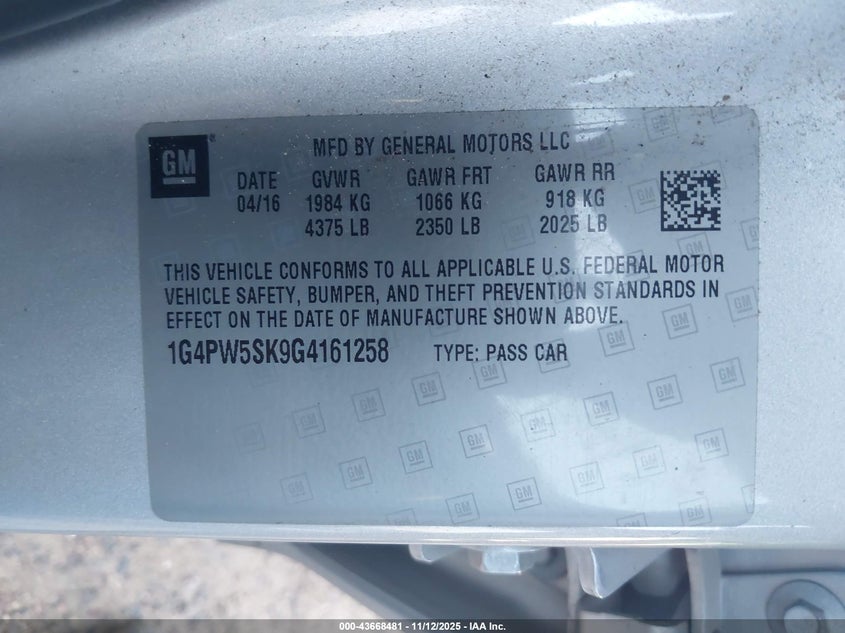 GM
MFD BY GENERAL MOTORS LLC
DATE GVWR GAWR FRT GAWR RR
04/16 1984 KG 1066 KG 918 KG
4375 LB 2350 LB 2025 LB
THIS VEHICLE CONFORMS TO ALL APPLICABLE U.S. FEDERAL MOTOR
VEHICLE SAFETY, BUMPER, AND THEFT PREVENTION STANDARDS IN
EFFECT ON THE DATE OF MANUFACTURE SHOWN ABOVE.
1G4PW5SK9G4161258 TYPE: PASS CAR
000-43668481 - 11/12/2025 - IAA Inc.